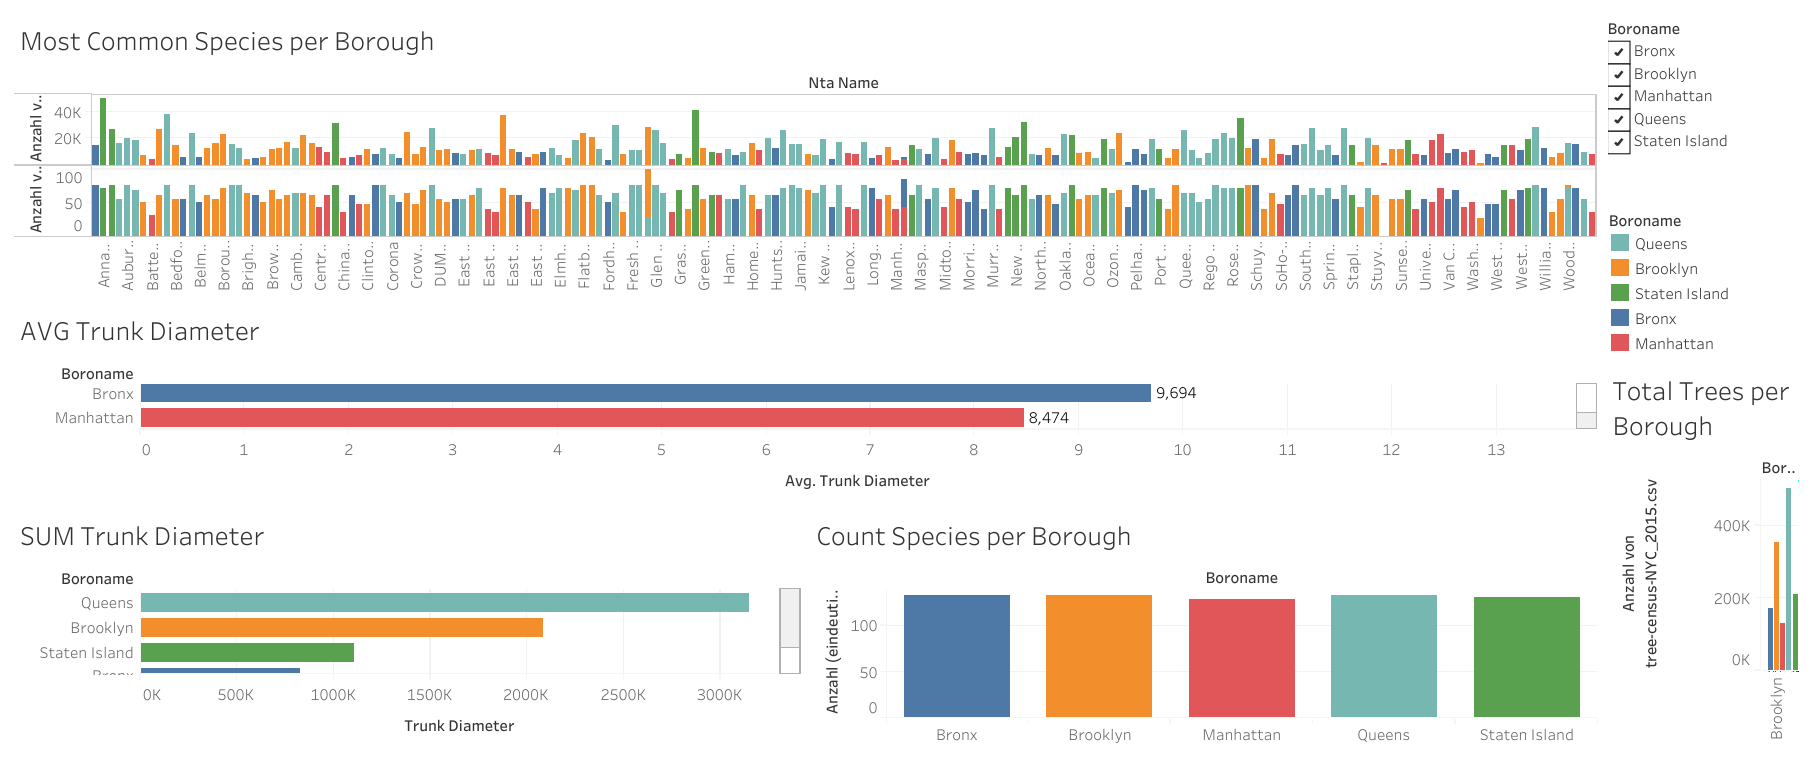 Most Common Species per Borough
Nta Name
Anzahl v..
40K
20K
Anzahl v..
100
50
0
Anna..
Aubur..
Batte..
Bedfo..
Belm..
Borou..
Brigh..
Brow..
Camb..
Centr ..
China..
Clinto..
Corona
Crow..
DUM..
East ..
East ..
East ..
East ..
Elmh..
Flatb..
Fordh..
Fresh ..
Glen ..
Gras..
Green..
Ham..
Home..
Hunts..
Jamai..
Kew ..
Lenox..
Long..
Manh..
Masp..
Midto..
Morri..
Murr ..
New ..
North..
Oakla..
Ocea..
Ozon..
Pelha..
Port ..
Quee..
Rego ..
Rose..
Schuy..
SoHo-..
South..
Sprin..
Stapl..
Stuyv..
Sunse..
Unive..
Van C..
Wash..
West ..
West..
Willia..
Wood..
Boroname
Bronx
Brooklyn
Manhattan
Queens
Staten Island
Boroname
Queens
Brooklyn
Staten Island
Bronx
Manhattan
AVG Trunk Diameter
Boroname
Bronx
9,694
Manhattan
8,474
0 1 2 3 4 5 6 7 8 9 10 11 12 13
Avg. Trunk Diameter
SUM Trunk Diameter
Boroname
Queens
Brooklyn
Staten Island
Bronx
0K 500K 1000K 1500K 2000K 2500K 3000K
Trunk Diameter
Count Species per Borough
Boroname
Anzahl (eindeuti..
100
50
0
Bronx Brooklyn Manhattan Queens Staten Island
Total Trees per
Borough
Bor..
Anzahl von
tree-census-NYC_2015.csv
400K
200K
0K
Brooklyn